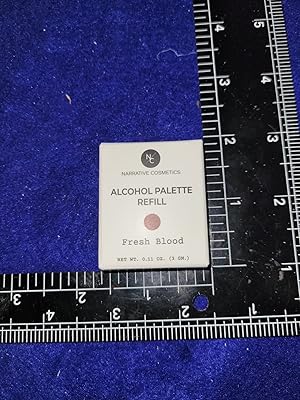 NC
NARRATIVE COSMETICS
ALCOHOL PALETTE
REFILL
Fresh Blood
NET WT. 0.11 OZ. (3 GM.)